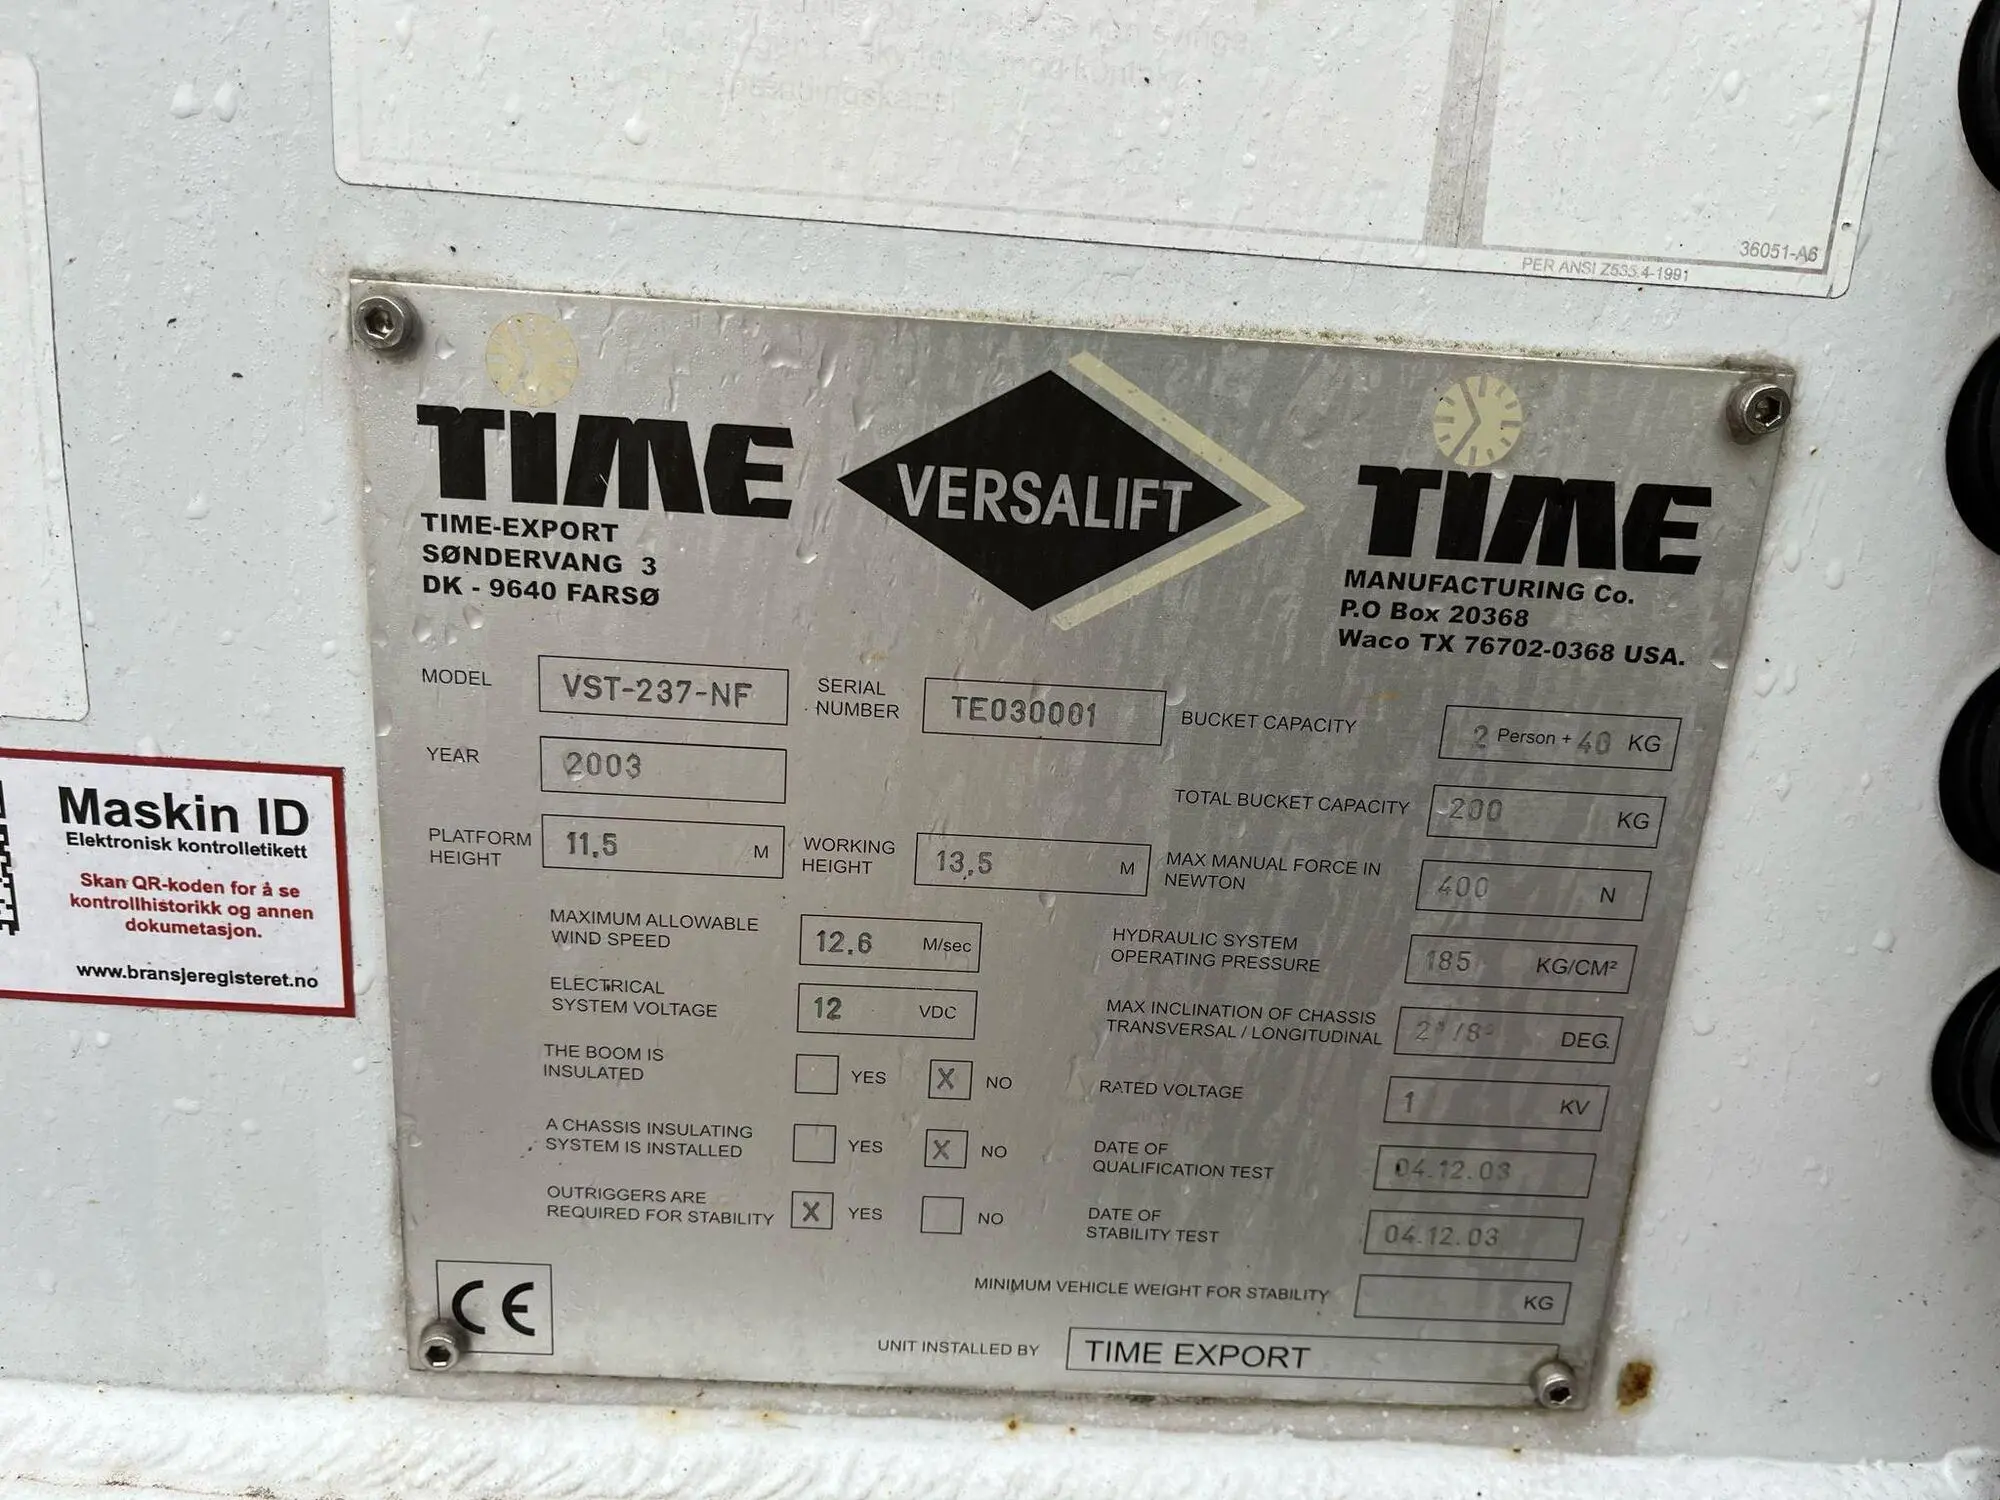 36051-A6
PER ANSI Z535.4-1991
TIME
TIME-EXPORT
SØNDERVANG 3
DK - 9640 FARSØ
VERSALIFT
TIME
MANUFACTURING Co.
P.O Box 20368
Waco TX 76702-0368 USA.
MODEL VST-237-NF
SERIAL
NUMBER TE030001
BUCKET CAPACITY 2 Person + 40 KG
YEAR 2003
TOTAL BUCKET CAPACITY 200 KG
PLATFORM
HEIGHT 11,5 M
WORKING
HEIGHT 13,5 M
MAX MANUAL FORCE IN
NEWTON 400 N
MAXIMUM ALLOWABLE
WIND SPEED 12.6 M/sec
HYDRAULIC SYSTEM
OPERATING PRESSURE 185 KG/CM²
ELECTRICAL
SYSTEM VOLTAGE 12 VDC
MAX INCLINATION OF CHASSIS
TRANSVERSAL / LONGITUDINAL 2°/8° DEG.
THE BOOM IS
INSULATED YES X NO
RATED VOLTAGE 1 KV
A CHASSIS INSULATING
SYSTEM IS INSTALLED YES X NO
DATE OF
QUALIFICATION TEST 04.12.03
OUTRIGGERS ARE
REQUIRED FOR STABILITY X YES NO
DATE OF
STABILITY TEST 04.12.03
MINIMUM VEHICLE WEIGHT FOR STABILITY KG
CE
UNIT INSTALLED BY TIME EXPORT
Maskin ID
Elektronisk kontrolletikett
Skan QR-koden for å se
kontrollhistorikk og annen
dokumetasjon.
www.bransjeregisteret.no